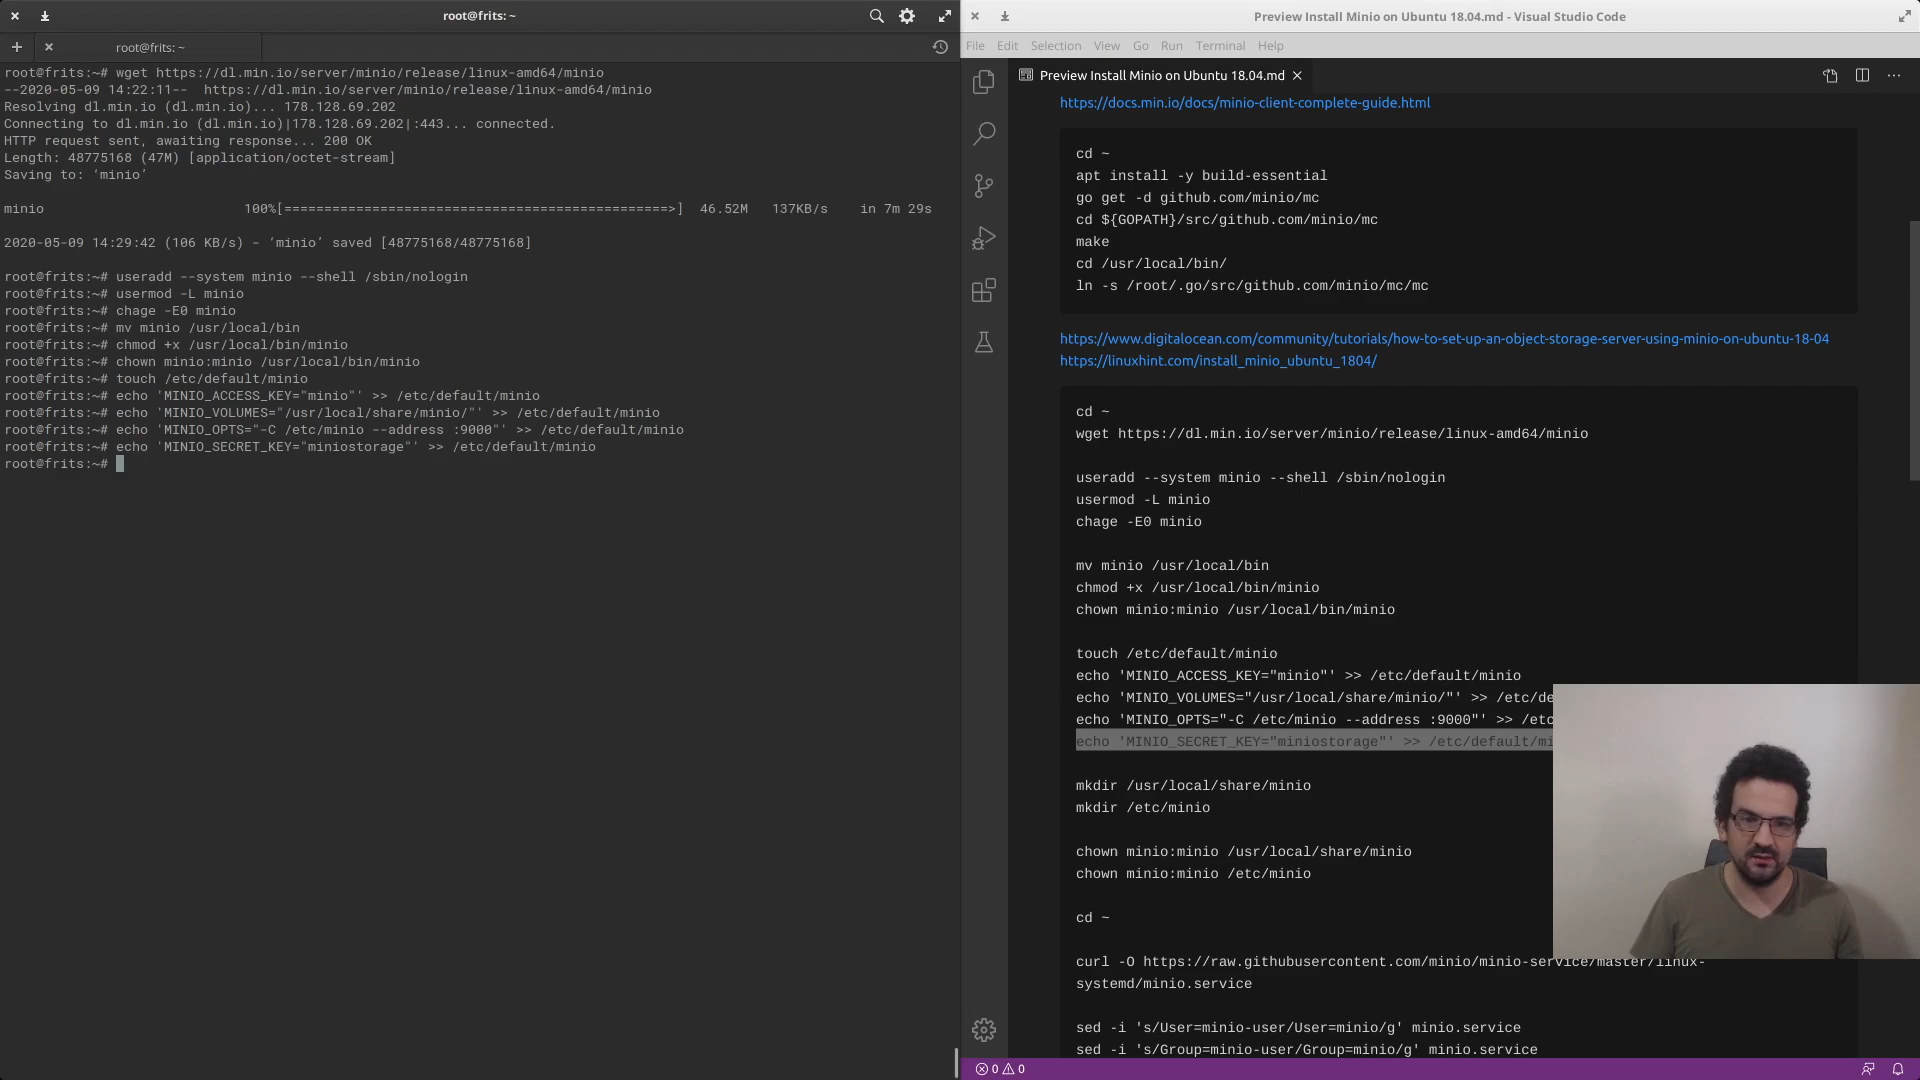 root@frits: ~
root@frits: ~
root@frits:~# wget https://dl.min.io/server/minio/release/linux-amd64/minio
--2020-05-09 14:22:11--  https://dl.min.io/server/minio/release/linux-amd64/minio
Resolving dl.min.io (dl.min.io)... 178.128.69.202
Connecting to dl.min.io (dl.min.io)|178.128.69.202|:443... connected.
HTTP request sent, awaiting response... 200 OK
Length: 48775168 (47M) [application/octet-stream]
Saving to: ‘minio’
minio                         100%[================================================>]  46.52M   137KB/s    in 7m 29s
2020-05-09 14:29:42 (106 KB/s) - ‘minio’ saved [48775168/48775168]
root@frits:~# useradd --system minio --shell /sbin/nologin
root@frits:~# usermod -L minio
root@frits:~# chage -E0 minio
root@frits:~# mv minio /usr/local/bin
root@frits:~# chmod +x /usr/local/bin/minio
root@frits:~# chown minio:minio /usr/local/bin/minio
root@frits:~# touch /etc/default/minio
root@frits:~# echo 'MINIO_ACCESS_KEY="minio"' >> /etc/default/minio
root@frits:~# echo 'MINIO_VOLUMES="/usr/local/share/minio/"' >> /etc/default/minio
root@frits:~# echo 'MINIO_OPTS="-C /etc/minio --address :9000"' >> /etc/default/minio
root@frits:~# echo 'MINIO_SECRET_KEY="miniostorage"' >> /etc/default/minio
root@frits:~#
Preview Install Minio on Ubuntu 18.04.md - Visual Studio Code
File Edit Selection View Go Run Terminal Help
Preview Install Minio on Ubuntu 18.04.md
https://docs.min.io/docs/minio-client-complete-guide.html
cd ~
apt install -y build-essential
go get -d github.com/minio/mc
cd ${GOPATH}/src/github.com/minio/mc
make
cd /usr/local/bin/
ln -s /root/.go/src/github.com/minio/mc/mc
https://www.digitalocean.com/community/tutorials/how-to-set-up-an-object-storage-server-using-minio-on-ubuntu-18-04
https://linuxhint.com/install_minio_ubuntu_1804/
cd ~
wget https://dl.min.io/server/minio/release/linux-amd64/minio
useradd --system minio --shell /sbin/nologin
usermod -L minio
chage -E0 minio
mv minio /usr/local/bin
chmod +x /usr/local/bin/minio
chown minio:minio /usr/local/bin/minio
touch /etc/default/minio
echo 'MINIO_ACCESS_KEY="minio"' >> /etc/default/minio
echo 'MINIO_VOLUMES="/usr/local/share/minio/"' >> /etc/de
echo 'MINIO_OPTS="-C /etc/minio --address :9000"' >> /etc
echo 'MINIO_SECRET_KEY="miniostorage"' >> /etc/default/mi
mkdir /usr/local/share/minio
mkdir /etc/minio
chown minio:minio /usr/local/share/minio
chown minio:minio /etc/minio
cd ~
curl -O https://raw.githubusercontent.com/minio/minio-service/master/linux-
systemd/minio.service
sed -i 's/User=minio-user/User=minio/g' minio.service
sed -i 's/Group=minio-user/Group=minio/g' minio.service
0 0